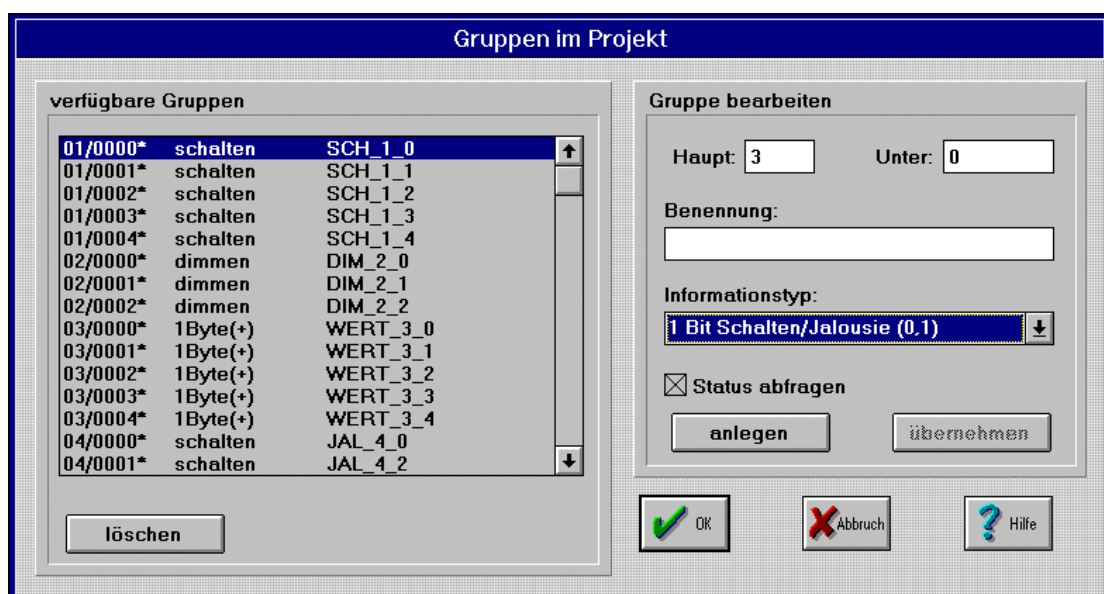 Gruppen im Projekt
verfügbare Gruppen
01/0000* schalten SCH_1_0
01/0001* schalten SCH_1_1
01/0002* schalten SCH_1_2
01/0003* schalten SCH_1_3
01/0004* schalten SCH_1_4
02/0000* dimmen DIM_2_0
02/0001* dimmen DIM_2_1
02/0002* dimmen DIM_2_2
03/0000* 1Byte(+) WERT_3_0
03/0001* 1Byte(+) WERT_3_1
03/0002* 1Byte(+) WERT_3_2
03/0003* 1Byte(+) WERT_3_3
03/0004* 1Byte(+) WERT_3_4
04/0000* schalten JAL_4_0
04/0001* schalten JAL_4_2
löschen
Gruppe bearbeiten
Haupt: 3 Unter: 0
Benennung:
Informationstyp:
1 Bit Schalten/Jalousie (0,1)
Status abfragen
anlegen übernehmen
OK Abbruch Hilfe